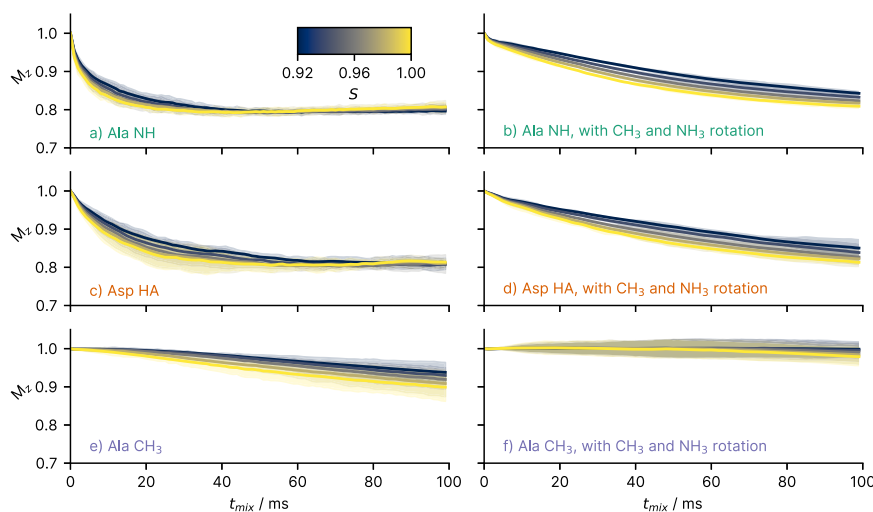 1.0
0.9
0.8
0.7
M_z
0.92 0.96 1.00
S
a) Ala NH
b) Ala NH, with CH₃ and NH₃ rotation
1.0
0.9
0.8
0.7
M_z
c) Asp HA
d) Asp HA, with CH₃ and NH₃ rotation
1.0
0.9
0.8
0.7
M_z
e) Ala CH₃
f) Ala CH₃, with CH₃ and NH₃ rotation
0 20 40 60 80 100
0 20 40 60 80 100
t_mix / ms
t_mix / ms